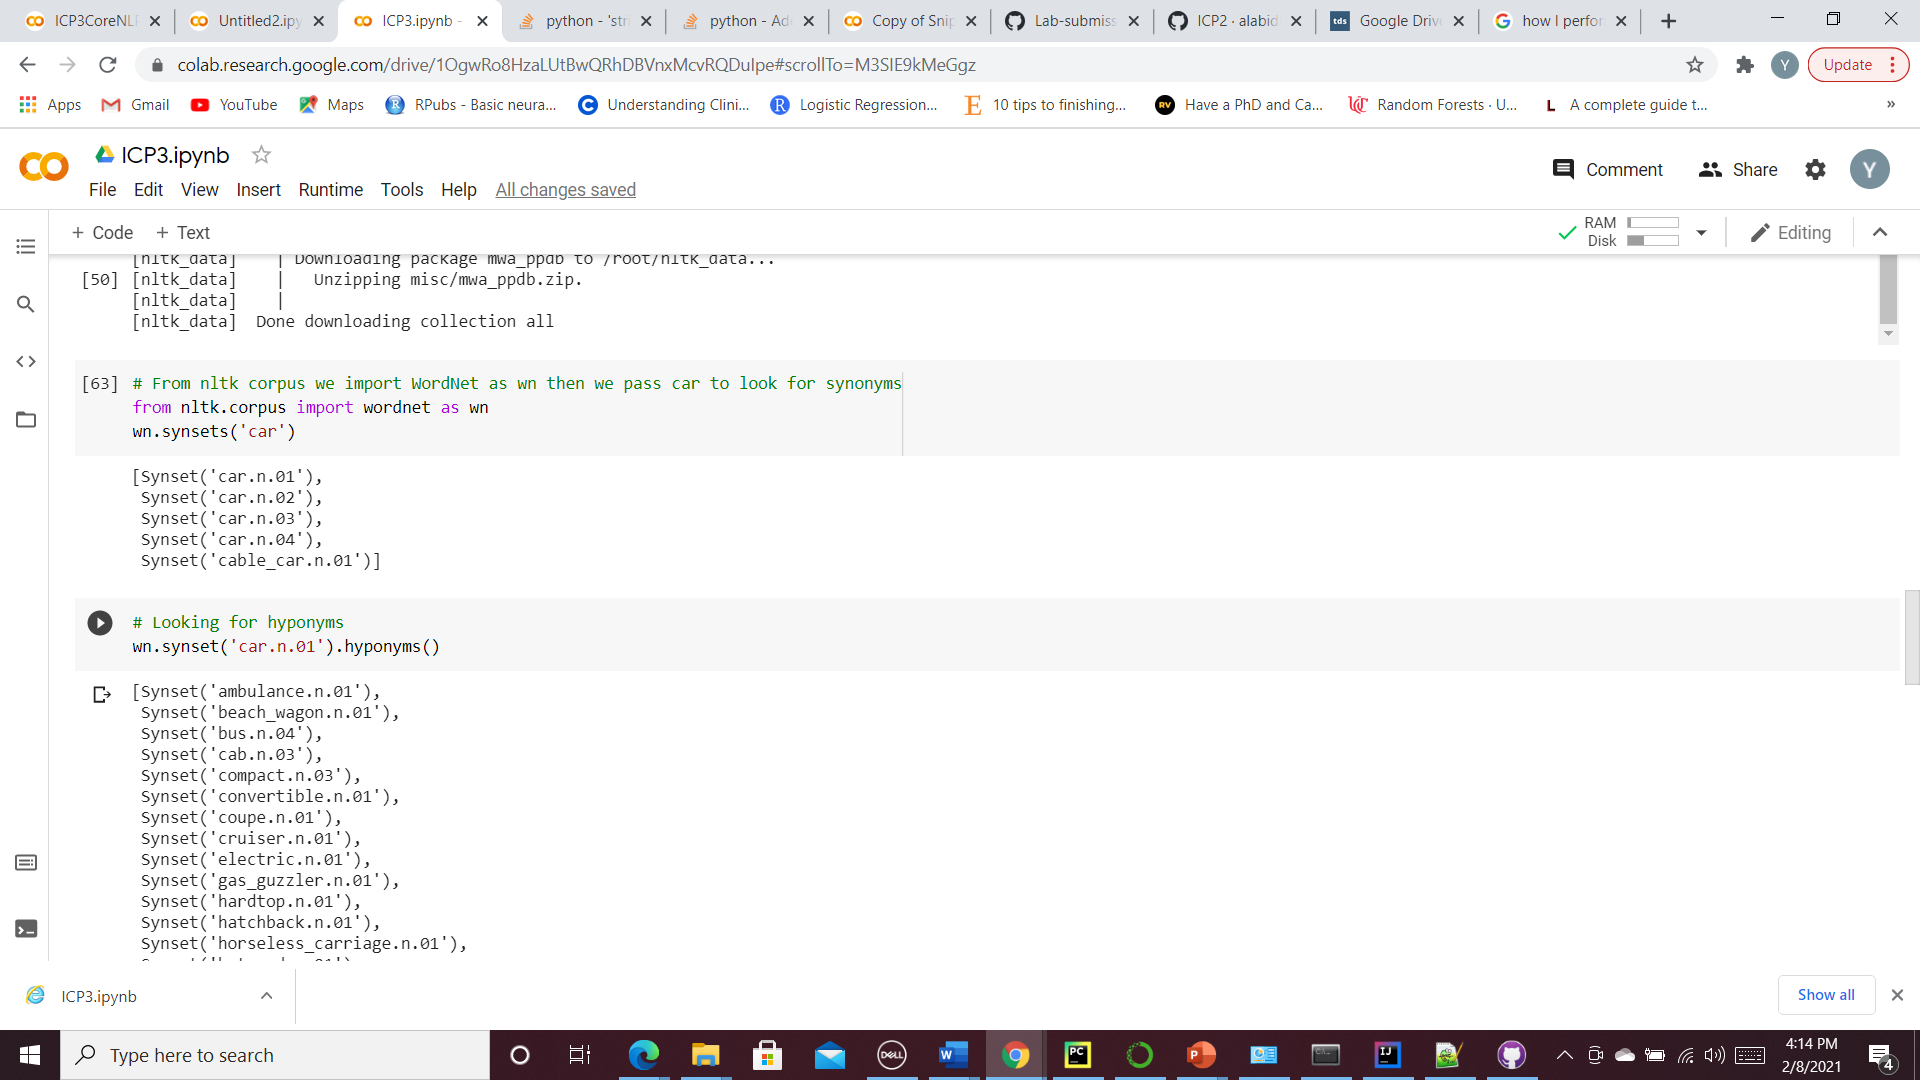 ICP3CoreNL
Untitled2.ipy
ICP3.ipynb -
python - 'stri
python - Ad
Copy of Snip
Lab-submiss
ICP2 · alabid
tds Google Driv
how I perfor
colab.research.google.com/drive/1OgwRo8HzaLUtBwQRhDBVnxMcvRQDuIpe#scrollTo=M3SIE9kMeGgz
Y
Update
Apps
Gmail
YouTube
Maps
R RPubs - Basic neura...
C Understanding Clini...
R Logistic Regression...
E 10 tips to finishing...
RV Have a PhD and Ca...
UC Random Forests · U...
L A complete guide t...
»
ICP3.ipynb
Comment
Share
Y
File Edit View Insert Runtime Tools Help All changes saved
+ Code + Text
RAM
Disk
Editing
[nltk_data] | Downloading package mwa_ppdb to /root/nltk_data...
[50] [nltk_data] | Unzipping misc/mwa_ppdb.zip.
[nltk_data] |
[nltk_data] Done downloading collection all
[63] # From nltk corpus we import WordNet as wn then we pass car to look for synonyms
from nltk.corpus import wordnet as wn
wn.synsets('car')
[Synset('car.n.01'),
Synset('car.n.02'),
Synset('car.n.03'),
Synset('car.n.04'),
Synset('cable_car.n.01')]
# Looking for hyponyms
wn.synset('car.n.01').hyponyms()
[Synset('ambulance.n.01'),
Synset('beach_wagon.n.01'),
Synset('bus.n.04'),
Synset('cab.n.03'),
Synset('compact.n.03'),
Synset('convertible.n.01'),
Synset('coupe.n.01'),
Synset('cruiser.n.01'),
Synset('electric.n.01'),
Synset('gas_guzzler.n.01'),
Synset('hardtop.n.01'),
Synset('hatchback.n.01'),
Synset('horseless_carriage.n.01'),
ICP3.ipynb
Show all
Type here to search
DELL
W
PC
P
IJ
4:14 PM
2/8/2021
4